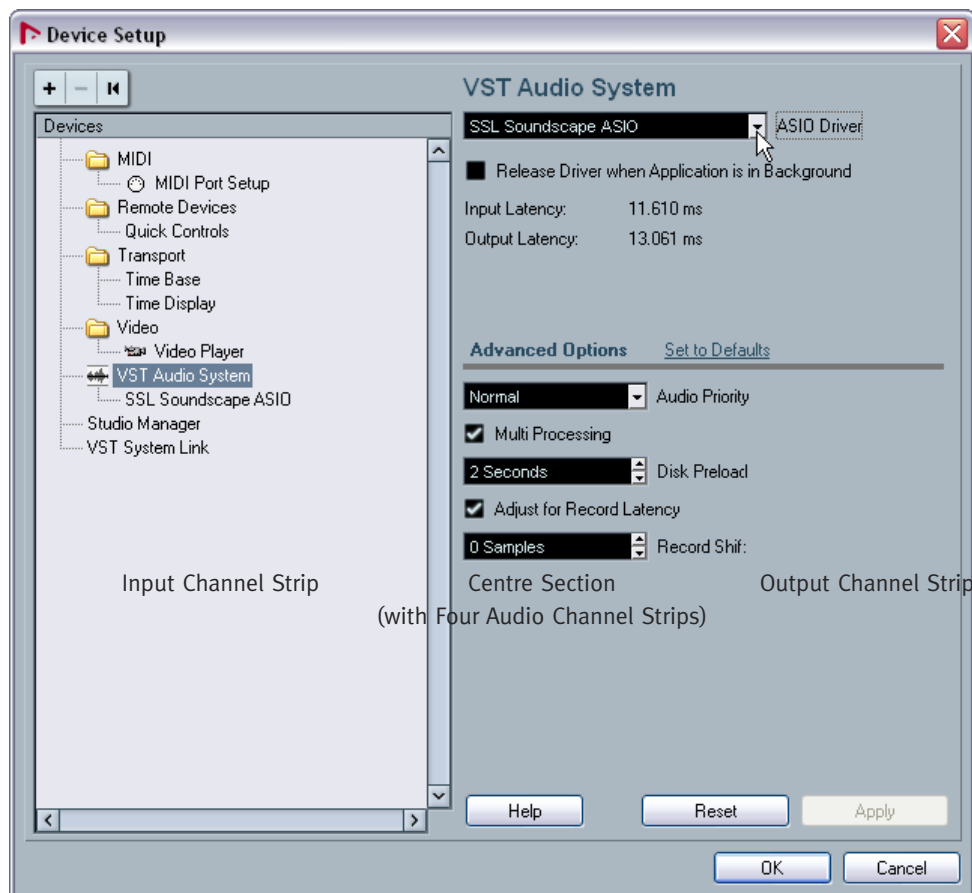 Device Setup
Devices
MIDI
MIDI Port Setup
Remote Devices
Quick Controls
Transport
Time Base
Time Display
Video
Video Player
VST Audio System
SSL Soundscape ASIO
Studio Manager
VST System Link
VST Audio System
SSL Soundscape ASIO ASIO Driver
Release Driver when Application is in Background
Input Latency: 11.610 ms
Output Latency: 13.061 ms
Advanced Options Set to Defaults
Normal Audio Priority
Multi Processing
2 Seconds Disk Preload
Adjust for Record Latency
0 Samples Record Shif:
Input Channel Strip Centre Section Output Channel Strip
(with Four Audio Channel Strips)
Help Reset Apply
OK Cancel